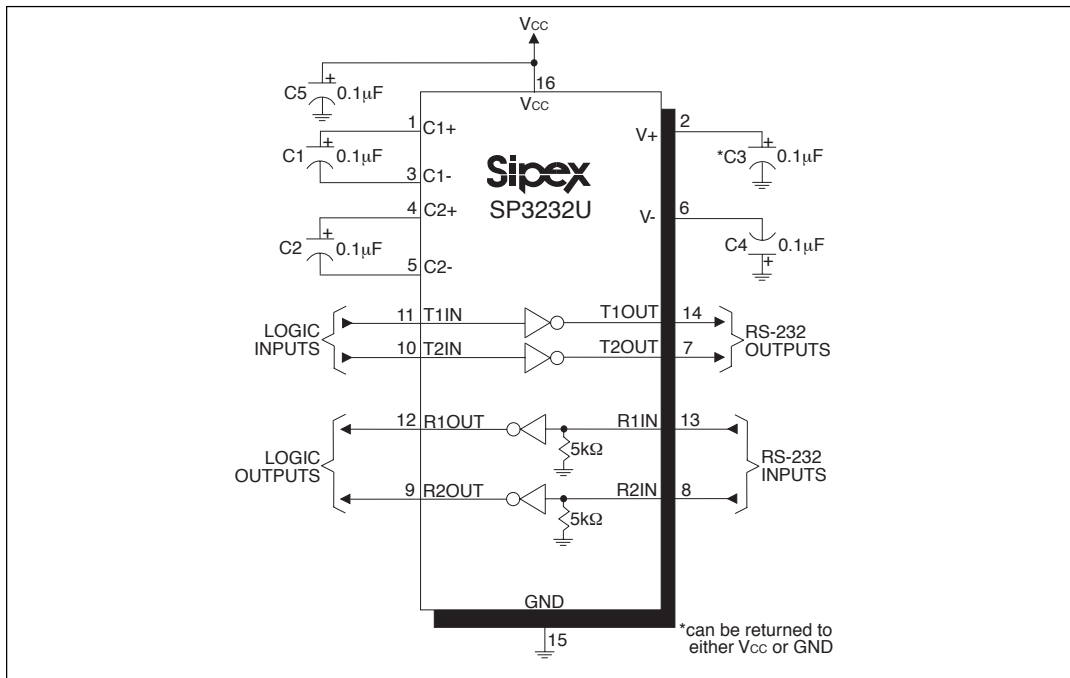 VCC
C5
+
0.1µF
16
VCC
1
C1+
C1
+
0.1µF
3
C1-
4
C2+
C2
+
0.1µF
5
C2-
Sipex
SP3232U
V+
2
*C3
+
0.1µF
V-
6
C4
0.1µF
+
LOGIC
INPUTS
11
T1IN
T1OUT
14
10
T2IN
T2OUT
7
RS-232
OUTPUTS
LOGIC
OUTPUTS
12
R1OUT
R1IN
13
5kΩ
9
R2OUT
R2IN
8
5kΩ
RS-232
INPUTS
GND
15
*can be returned to
either VCC or GND